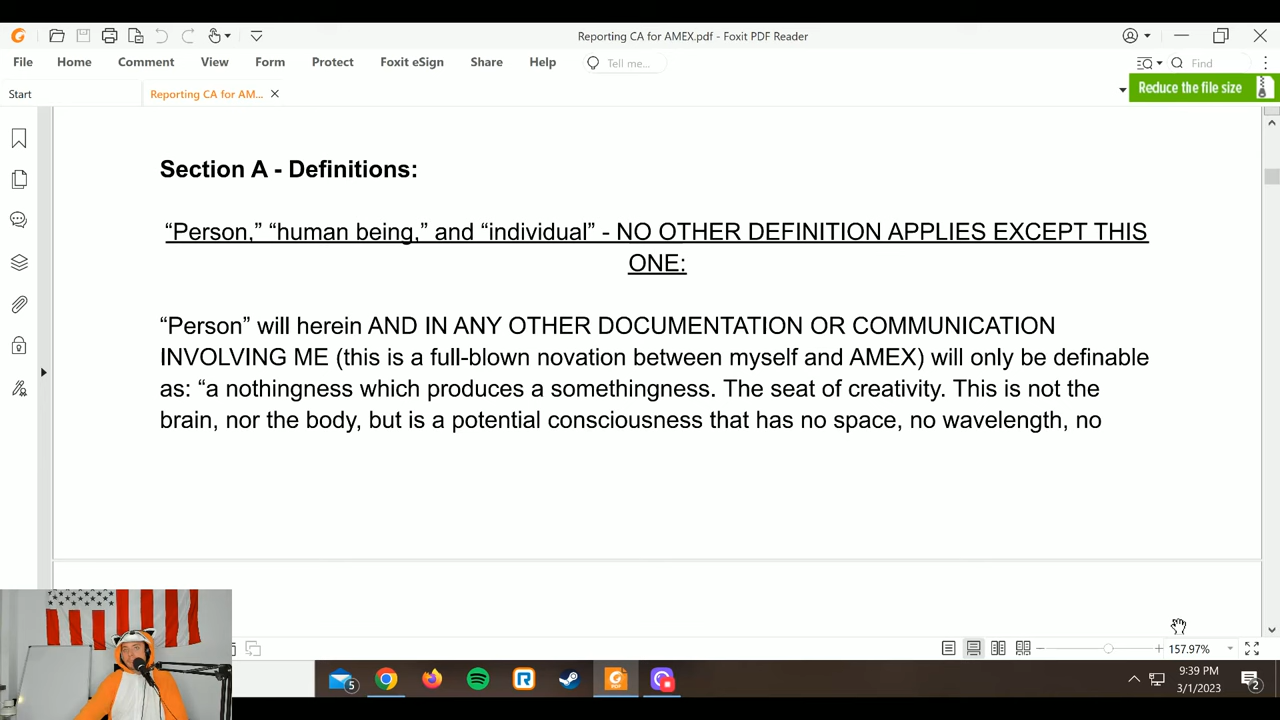 Reporting CA for AMEX.pdf - Foxit PDF Reader
File Home Comment View Form Protect Foxit eSign Share Help Tell me... Find
Start Reporting CA for AM... Reduce the file size
Section A - Definitions:
“Person,” “human being,” and “individual” - NO OTHER DEFINITION APPLIES EXCEPT THIS
ONE:
“Person” will herein AND IN ANY OTHER DOCUMENTATION OR COMMUNICATION
INVOLVING ME (this is a full-blown novation between myself and AMEX) will only be definable
as: “a nothingness which produces a somethingness. The seat of creativity. This is not the
brain, nor the body, but is a potential consciousness that has no space, no wavelength, no
157.97%
5
9:39 PM
3/1/2023
2